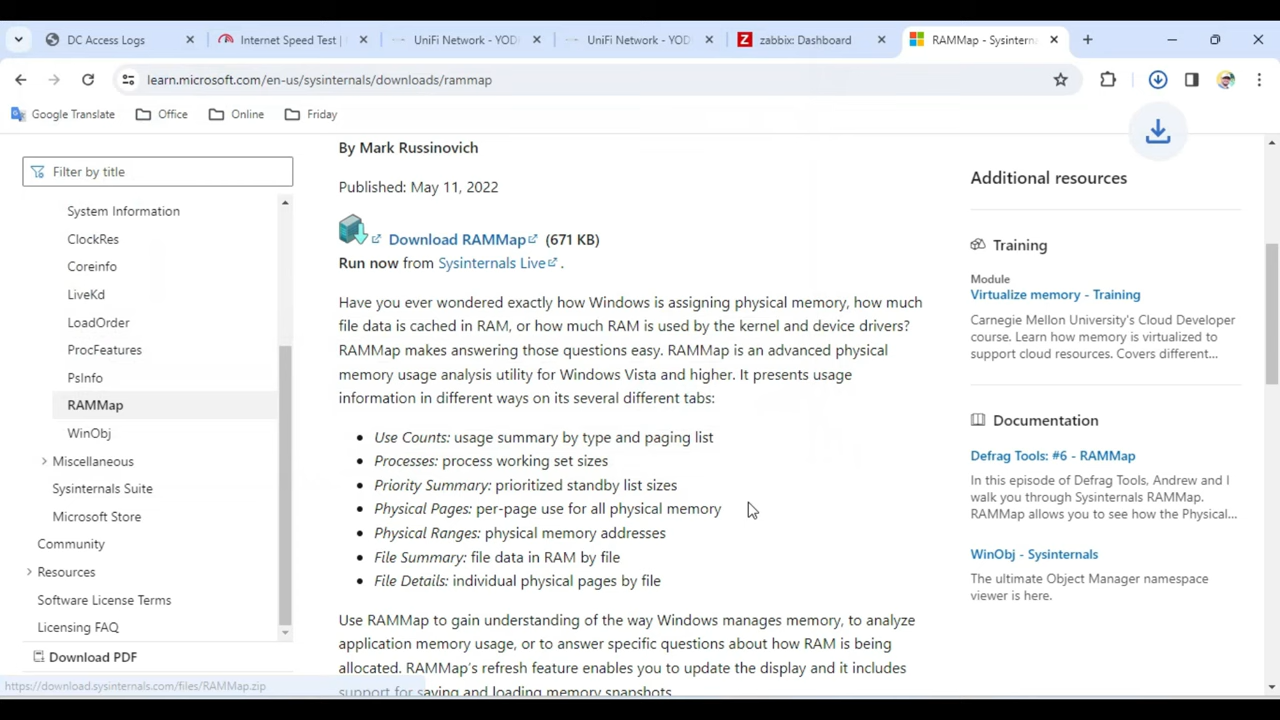 DC Access Logs
Internet Speed Test |
UniFi Network - YOD
UniFi Network - YOD
Z
zabbix: Dashboard
RAMMap - Sysintern
learn.microsoft.com/en-us/sysinternals/downloads/rammap
Google Translate
Office
Online
Friday
Filter by title
System Information
ClockRes
Coreinfo
LiveKd
LoadOrder
ProcFeatures
PsInfo
RAMMap
WinObj
Miscellaneous
Sysinternals Suite
Microsoft Store
Community
Resources
Software License Terms
Licensing FAQ
Download PDF
https://download.sysinternals.com/files/RAMMap.zip
By Mark Russinovich
Published: May 11, 2022
Download RAMMap (671 KB)
Run now from Sysinternals Live .
Have you ever wondered exactly how Windows is assigning physical memory, how much
file data is cached in RAM, or how much RAM is used by the kernel and device drivers?
RAMMap makes answering those questions easy. RAMMap is an advanced physical
memory usage analysis utility for Windows Vista and higher. It presents usage
information in different ways on its several different tabs:
• Use Counts: usage summary by type and paging list
• Processes: process working set sizes
• Priority Summary: prioritized standby list sizes
• Physical Pages: per-page use for all physical memory
• Physical Ranges: physical memory addresses
• File Summary: file data in RAM by file
• File Details: individual physical pages by file
Use RAMMap to gain understanding of the way Windows manages memory, to analyze
application memory usage, or to answer specific questions about how RAM is being
allocated. RAMMap's refresh feature enables you to update the display and it includes
support for saving and loading memory snapshots.
Additional resources
Training
Module
Virtualize memory - Training
Carnegie Mellon University's Cloud Developer
course. Learn how memory is virtualized to
support cloud resources. Covers different...
Documentation
Defrag Tools: #6 - RAMMap
In this episode of Defrag Tools, Andrew and I
walk you through Sysinternals RAMMap.
RAMMap allows you to see how the Physical...
WinObj - Sysinternals
The ultimate Object Manager namespace
viewer is here.